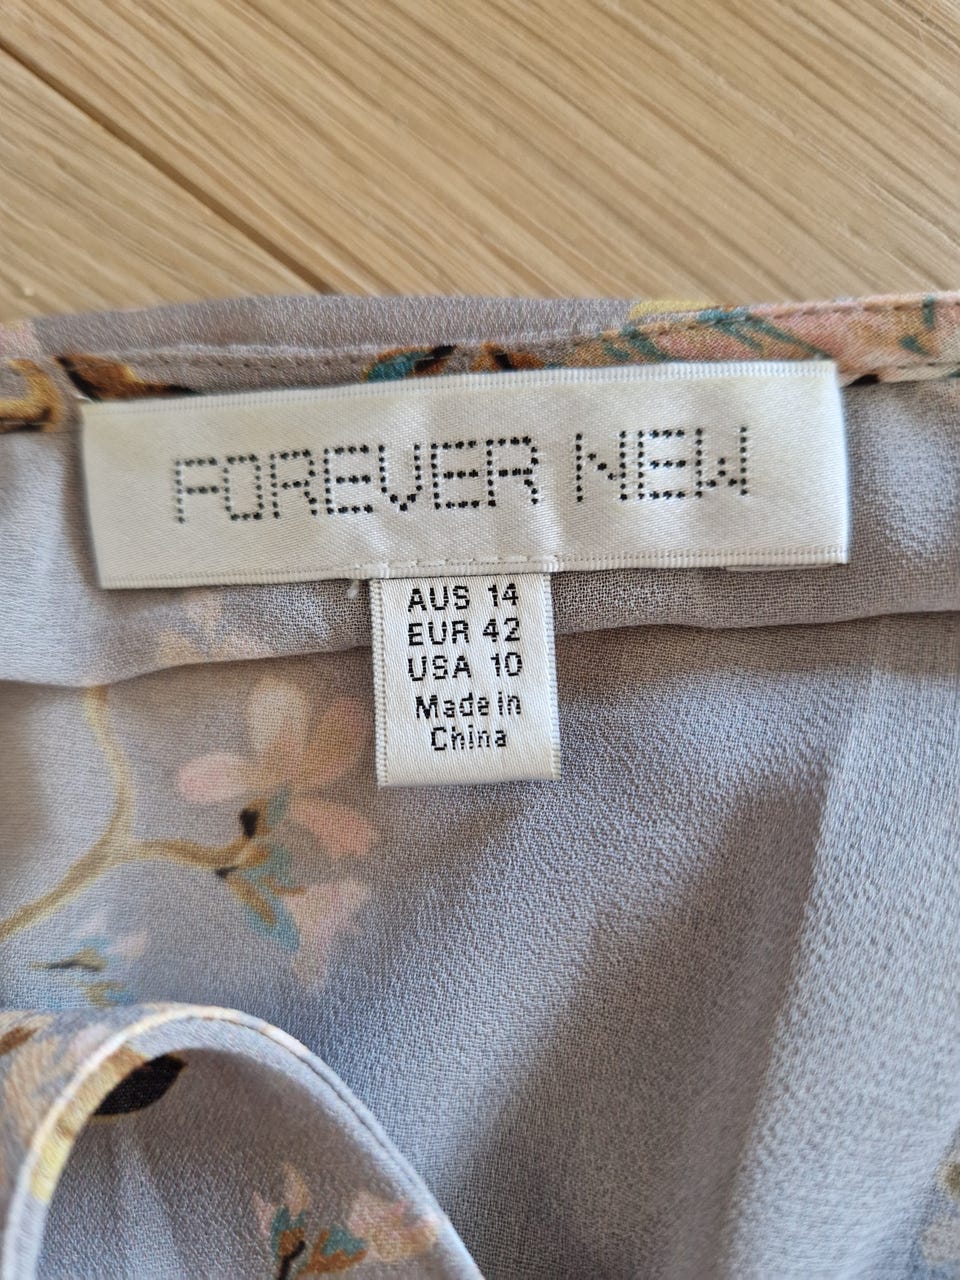 FOREVER NEW
AUS 14
EUR 42
USA 10
Made in
China